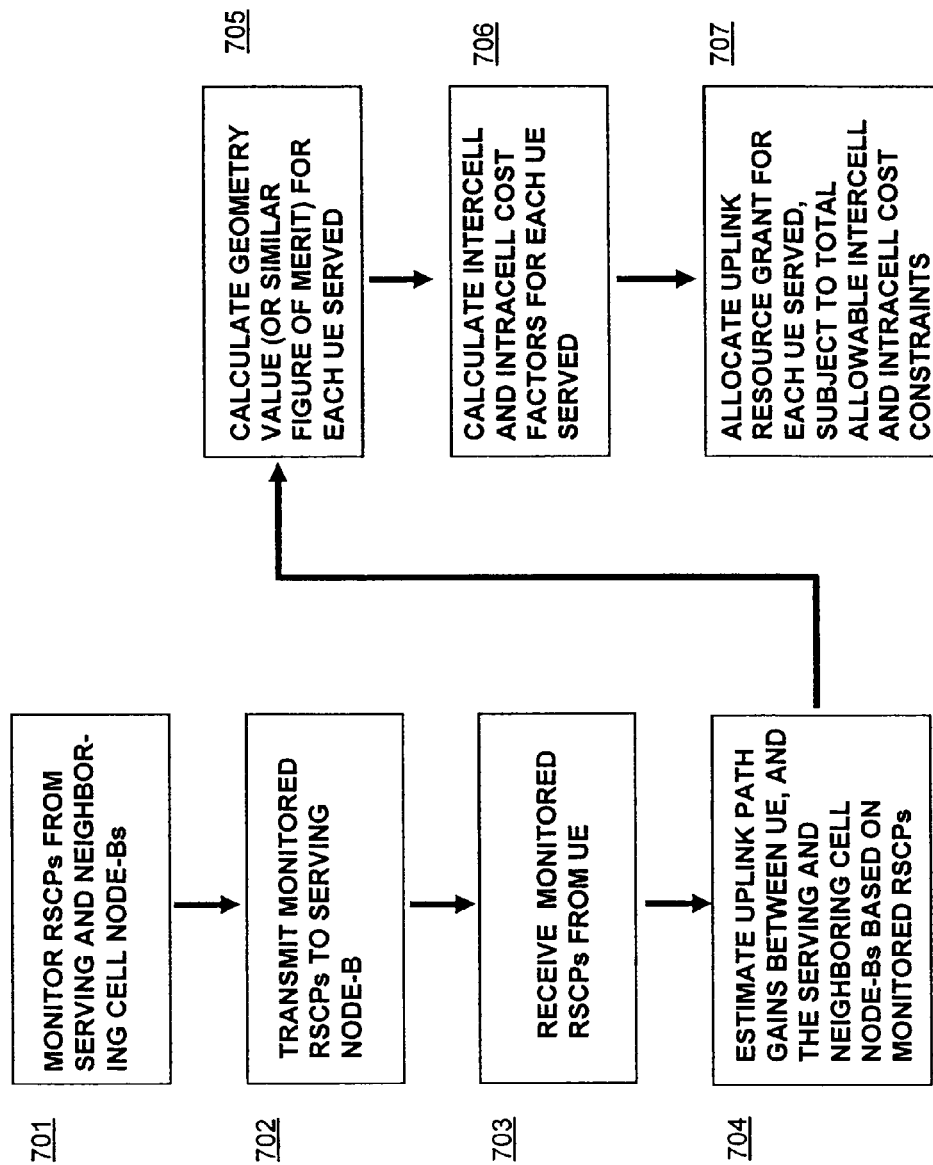 701
MONITOR RSCPs FROM
SERVING AND NEIGHBOR-
ING CELL NODE-Bs
702
TRANSMIT MONITORED
RSCPs TO SERVING
NODE-B
703
RECEIVE MONITORED
RSCPs FROM UE
704
ESTIMATE UPLINK PATH
GAINS BETWEEN UE, AND
THE SERVING AND
NEIGHBORING CELL
NODE-Bs BASED ON
MONITORED RSCPs
705
CALCULATE GEOMETRY
VALUE (OR SIMILAR
FIGURE OF MERIT) FOR
EACH UE SERVED
706
CALCULATE INTERCELL
AND INTRACELL COST
FACTORS FOR EACH UE
SERVED
707
ALLOCATE UPLINK
RESOURCE GRANT FOR
EACH UE SERVED,
SUBJECT TO TOTAL
ALLOWABLE INTERCELL
AND INTRACELL COST
CONSTRAINTS